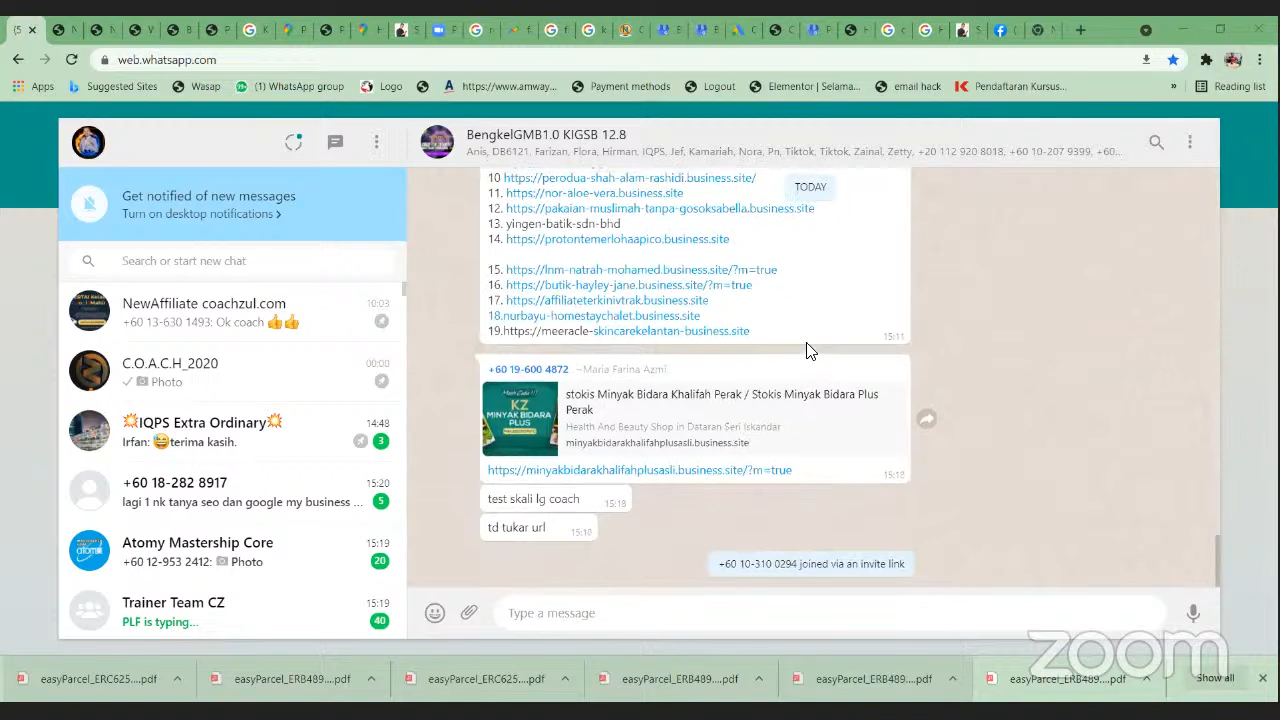 web.whatsapp.com
Apps
Suggested Sites
Wasap
(1) WhatsApp group
Logo
https://www.amway...
Payment methods
Logout
Elementor | Selama...
email hack
Pendaftaran Kursus...
»
Reading list
BengkelGMB1.0 KIGSB 12.8
Anis, DB6121, Farizan, Flora, Hirman, IQPS, Jef, Kamariah, Nora, Pn, Tiktok, Tiktok, Zainal, Zetty, +20 112 920 8018, +60 10-207 9399, +60...
Get notified of new messages
Turn on desktop notifications >
Search or start new chat
NewAffiliate coachzul.com 10:03
+60 13-630 1493: Ok coach 👍👍
C.O.A.C.H_2020 00:00
Photo
💥IQPS Extra Ordinary💥 14:48
Irfan: 😅terima kasih. 3
+60 18-282 8917 15:20
lagi 1 nk tanya seo dan google my business ... 5
Atomy Mastership Core 15:19
+60 12-953 2412: Photo 20
Trainer Team CZ 15:19
PLF is typing... 40
TODAY
10 https://perodua-shah-alam-rashidi.business.site/
11. https://nor-aloe-vera.business.site
12. https://pakaian-muslimah-tanpa-gosoksabella.business.site
13. yingen-batik-sdn-bhd
14. https://protontemerlohaapico.business.site
15. https://lnm-natrah-mohamed.business.site/?m=true
16. https://butik-hayley-jane.business.site/?m=true
17. https://affiliateterkinivtrak.business.site
18.nurbayu-homestaychalet.business.site
19.https://meeracle-skincarekelantan-business.site
15:11
+60 19-600 4872 ~Maria Farina Azmi
KZ
MINYAK BIDARA
PLUS
stokis Minyak Bidara Khalifah Perak / Stokis Minyak Bidara Plus
Perak
Health And Beauty Shop in Dataran Seri Iskandar
minyakbidarakhalifahplusasli.business.site
https://minyakbidarakhalifahplusasli.business.site/?m=true
test skali lg coach 15:18
td tukar url 15:18
+60 10-310 0294 joined via an invite link
Type a message
zoom
easyParcel_ERC625....pdf
easyParcel_ERB489....pdf
easyParcel_ERC625....pdf
easyParcel_ERB489....pdf
easyParcel_ERB489....pdf
easyParcel_ERB489....pdf
Show all